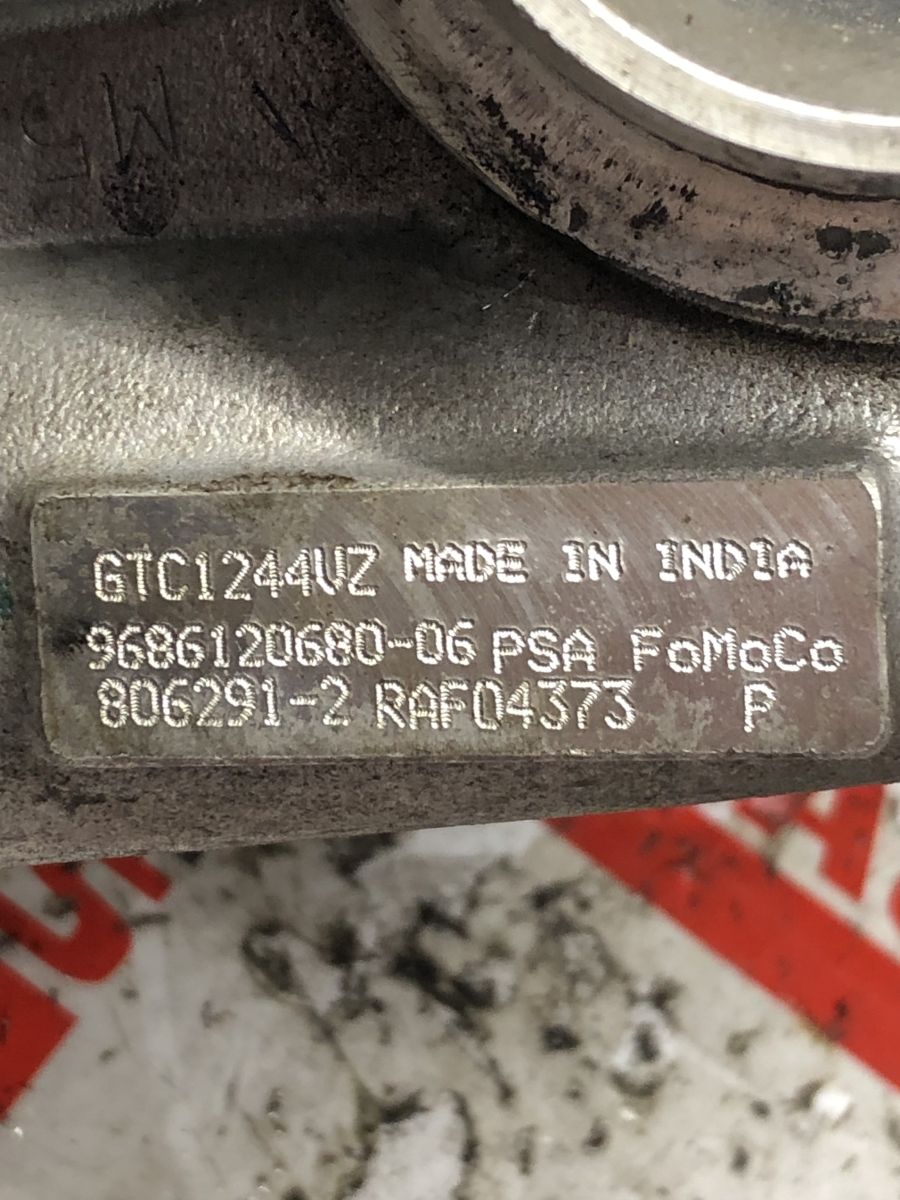 GTC1244VZ MADE IN INDIA
9686120680-06 PSA FoMoCo
806291-2 RAF04373 P